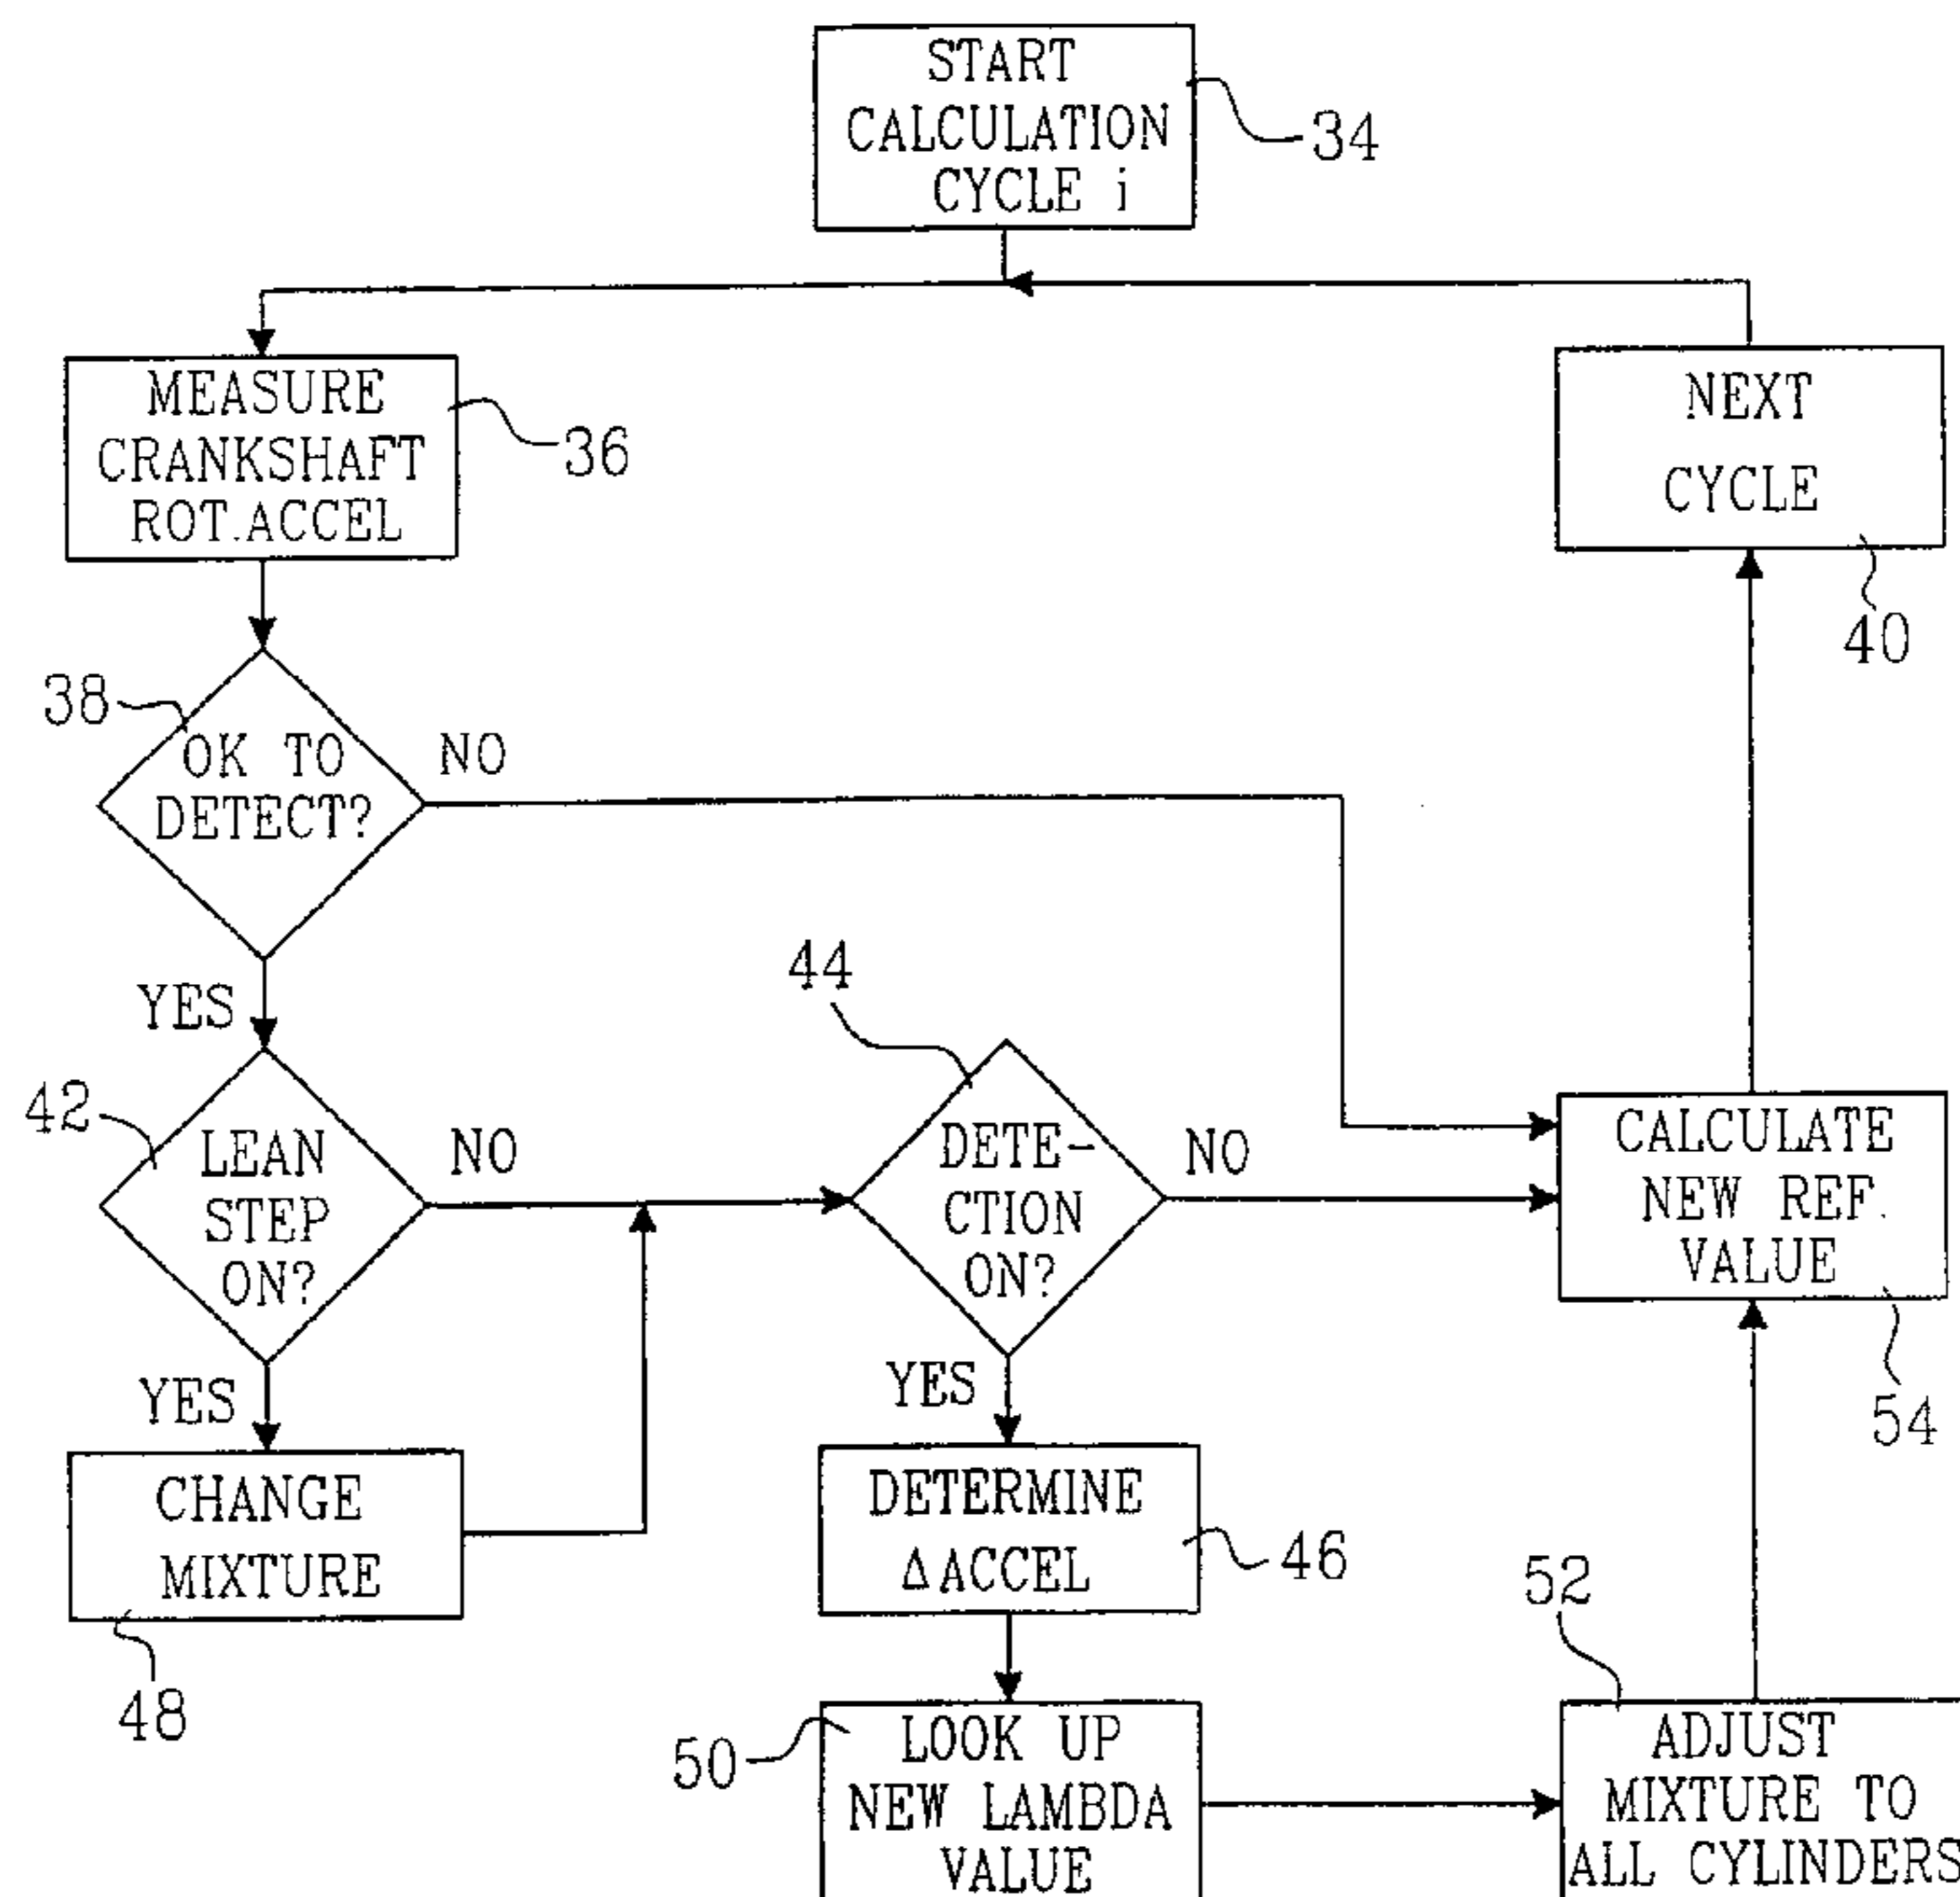 START
CALCULATION
CYCLE i
34
MEASURE
CRANKSHAFT
ROT.ACCEL
36
NEXT
CYCLE
40
38
OK TO
DETECT?
NO
YES
42
LEAN
STEP
ON?
NO
YES
44
DETE-
CTION
ON?
NO
YES
CALCULATE
NEW REF.
VALUE
54
CHANGE
MIXTURE
48
DETERMINE
Δ ACCEL
46
50
LOOK UP
NEW LAMBDA
VALUE
52
ADJUST
MIXTURE TO
ALL CYLINDERS